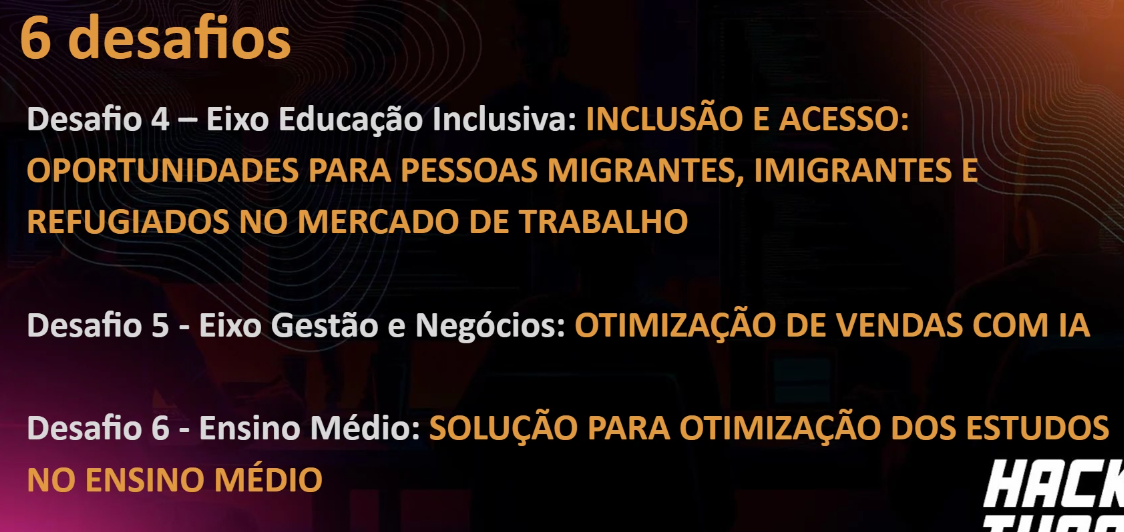 6 desafios
Desafio 4 – Eixo Educação Inclusiva: INCLUSÃO E ACESSO:
OPORTUNIDADES PARA PESSOAS MIGRANTES, IMIGRANTES E
REFUGIADOS NO MERCADO DE TRABALHO
Desafio 5 - Eixo Gestão e Negócios: OTIMIZAÇÃO DE VENDAS COM IA
Desafio 6 - Ensino Médio: SOLUÇÃO PARA OTIMIZAÇÃO DOS ESTUDOS
NO ENSINO MÉDIO
HACK